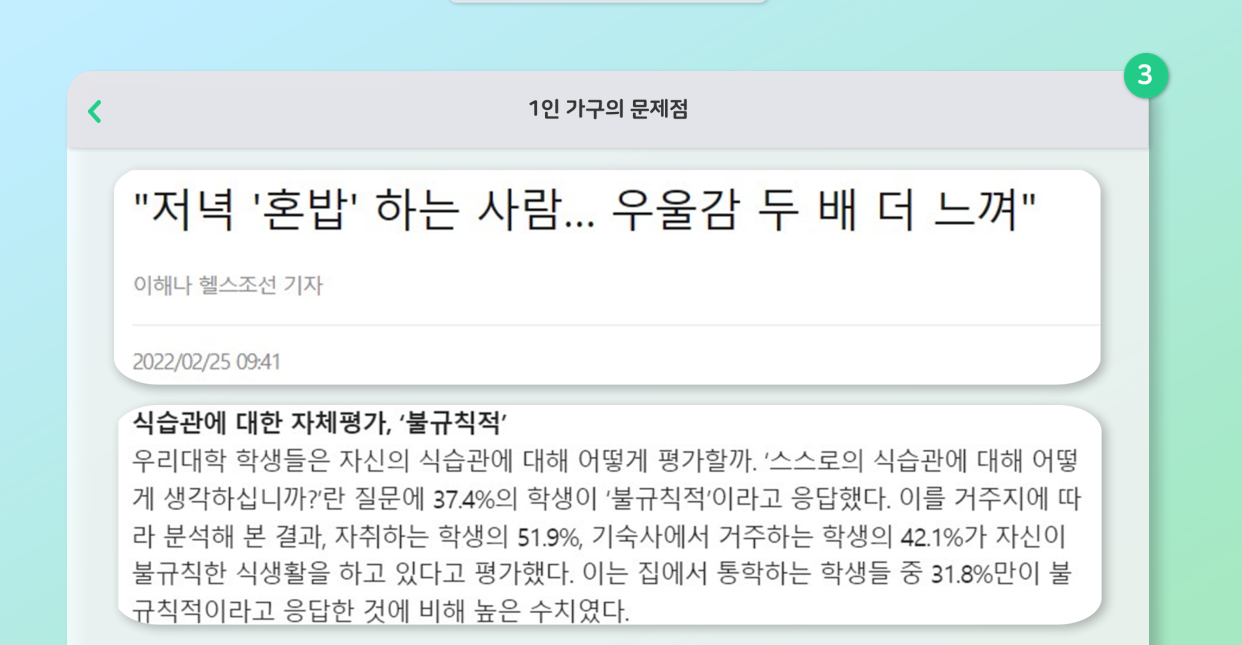 3
1인 가구의 문제점
"저녁 '혼밥' 하는 사람... 우울감 두 배 더 느껴"
이해나 헬스조선 기자
2022/02/25 09:41
식습관에 대한 자체평가, ‘불규칙적’
우리대학 학생들은 자신의 식습관에 대해 어떻게 평가할까. ‘스스로의 식습관에 대해 어떻
게 생각하십니까?’란 질문에 37.4%의 학생이 ‘불규칙적’이라고 응답했다. 이를 거주지에 따
라 분석해 본 결과, 자취하는 학생의 51.9%, 기숙사에서 거주하는 학생의 42.1%가 자신이
불규칙한 식생활을 하고 있다고 평가했다. 이는 집에서 통학하는 학생들 중 31.8%만이 불
규칙적이라고 응답한 것에 비해 높은 수치였다.